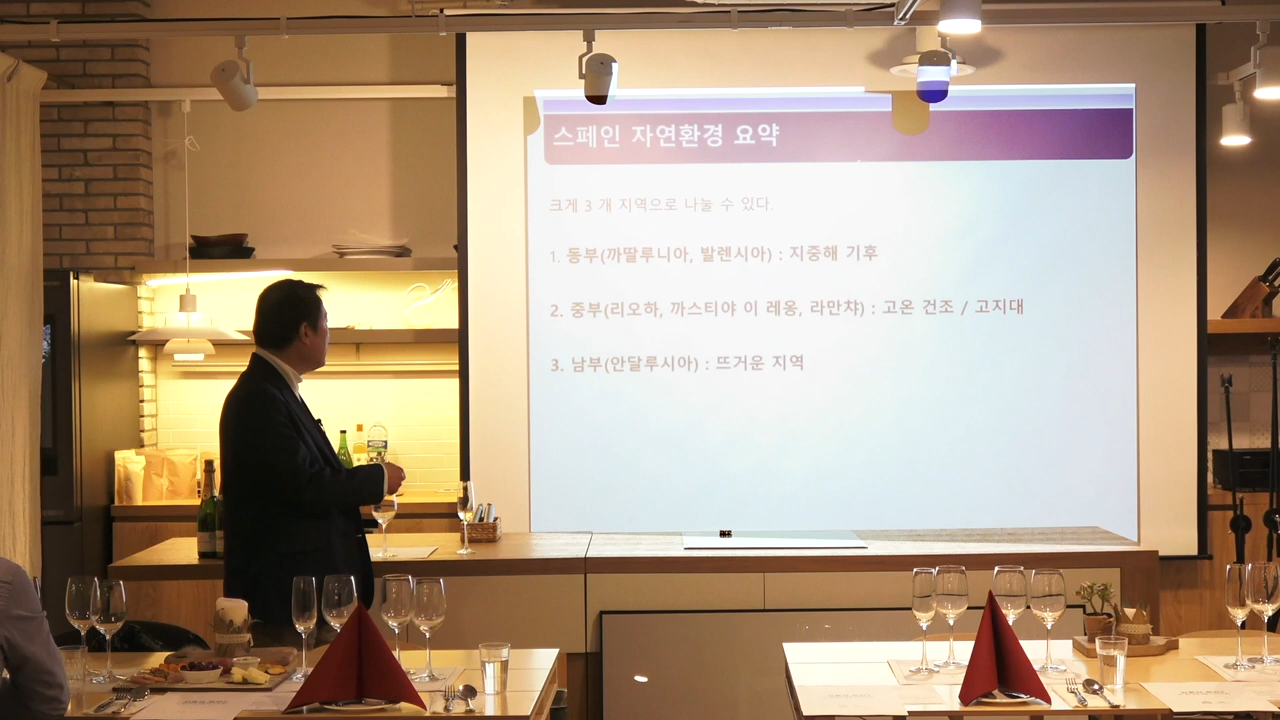 스페인 자연환경 요약
크게 3 개 지역으로 나눌 수 있다.
1. 동부(까딸루니아, 발렌시아) : 지중해 기후
2. 중부(리오하, 까스티야 이 레옹, 라만챠) : 고온 건조 / 고지대
3. 남부(안달루시아) : 뜨거운 지역